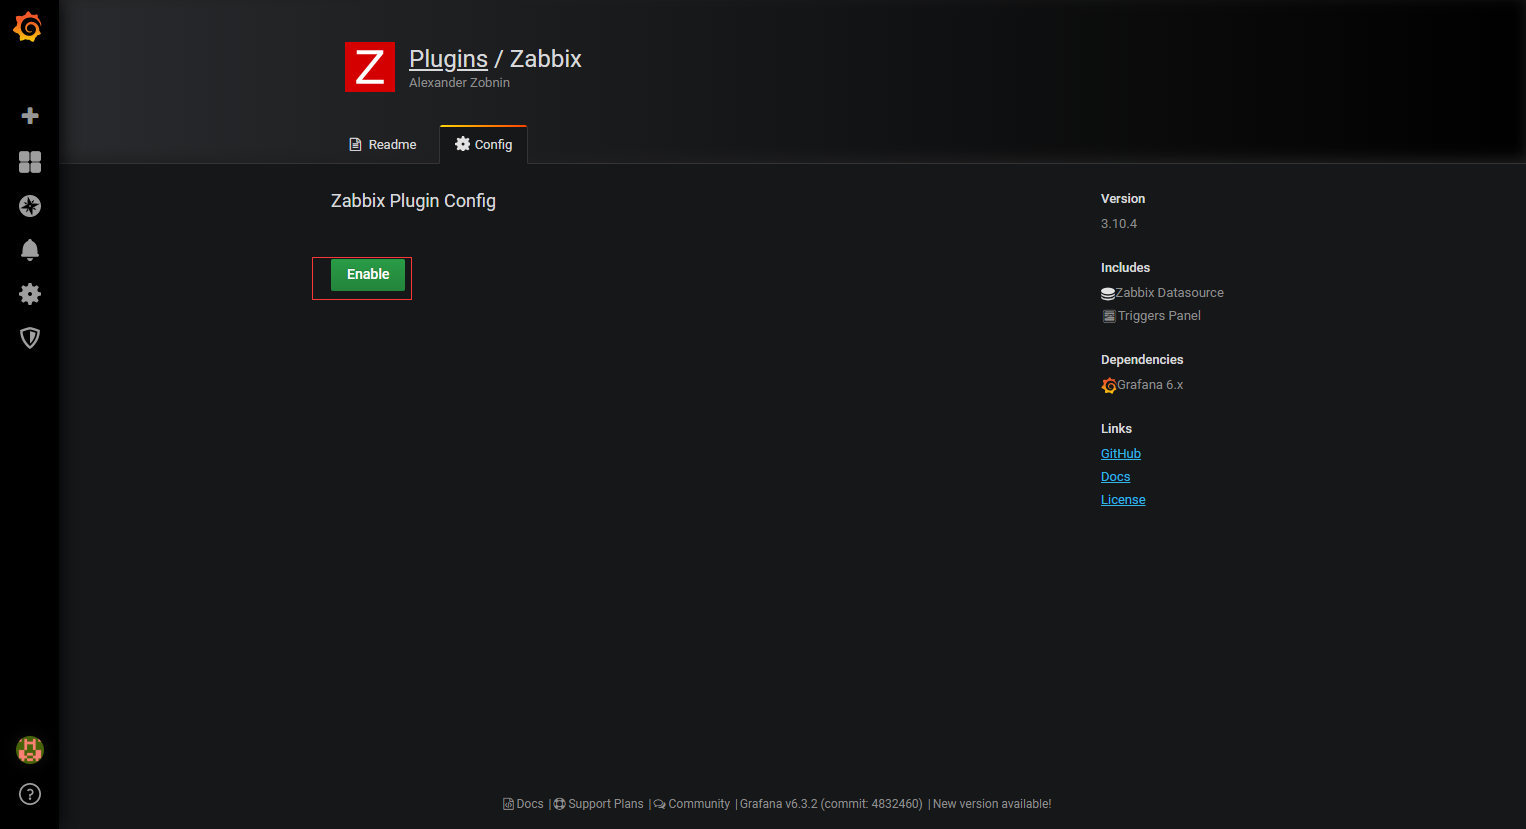 Z
Plugins / Zabbix
Alexander Zobnin
Readme
Config
Zabbix Plugin Config
Enable
Version
3.10.4
Includes
Zabbix Datasource
Triggers Panel
Dependencies
Grafana 6.x
Links
GitHub
Docs
License
?
Docs | Support Plans | Community | Grafana v6.3.2 (commit: 4832460) | New version available!